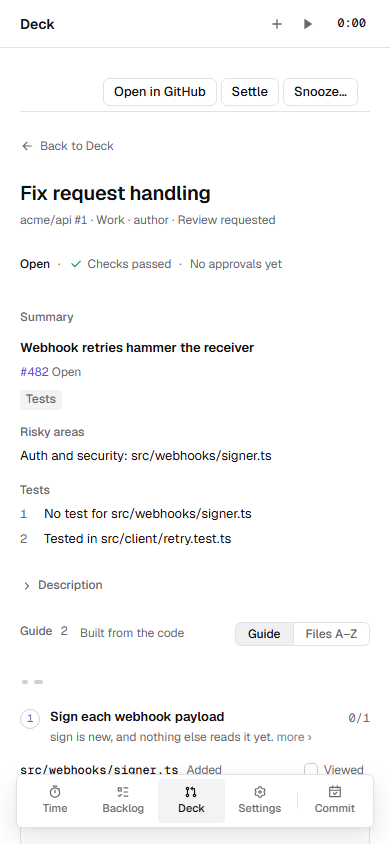 Deck
0:00
Open in GitHub Settle Snooze...
Back to Deck
Fix request handling
acme/api #1 · Work · author · Review requested
Open · Checks passed · No approvals yet
Summary
Webhook retries hammer the receiver
#482 Open
Tests
Risky areas
Auth and security: src/webhooks/signer.ts
Tests
1 No test for src/webhooks/signer.ts
2 Tested in src/client/retry.test.ts
Description
Guide 2 Built from the code Guide Files A–Z
1 Sign each webhook payload 0/1
sign is new, and nothing else reads it yet. more ›
src/webhooks/signer.ts Added Viewed
Time Backlog Deck Settings Commit